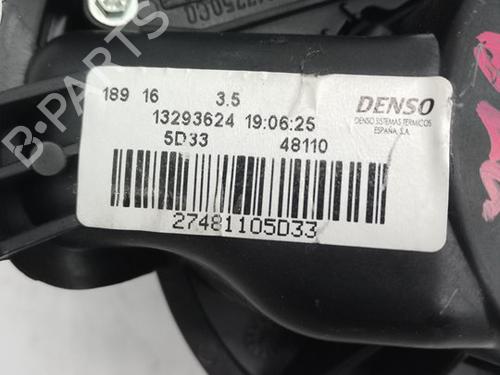 189 16 3.5
DENSO
13293624 19:06:25
DENSO SISTEMAS TERMICOS
ESPAÑA, S.A.
5D33 48110
27481105D33
B-PARTS